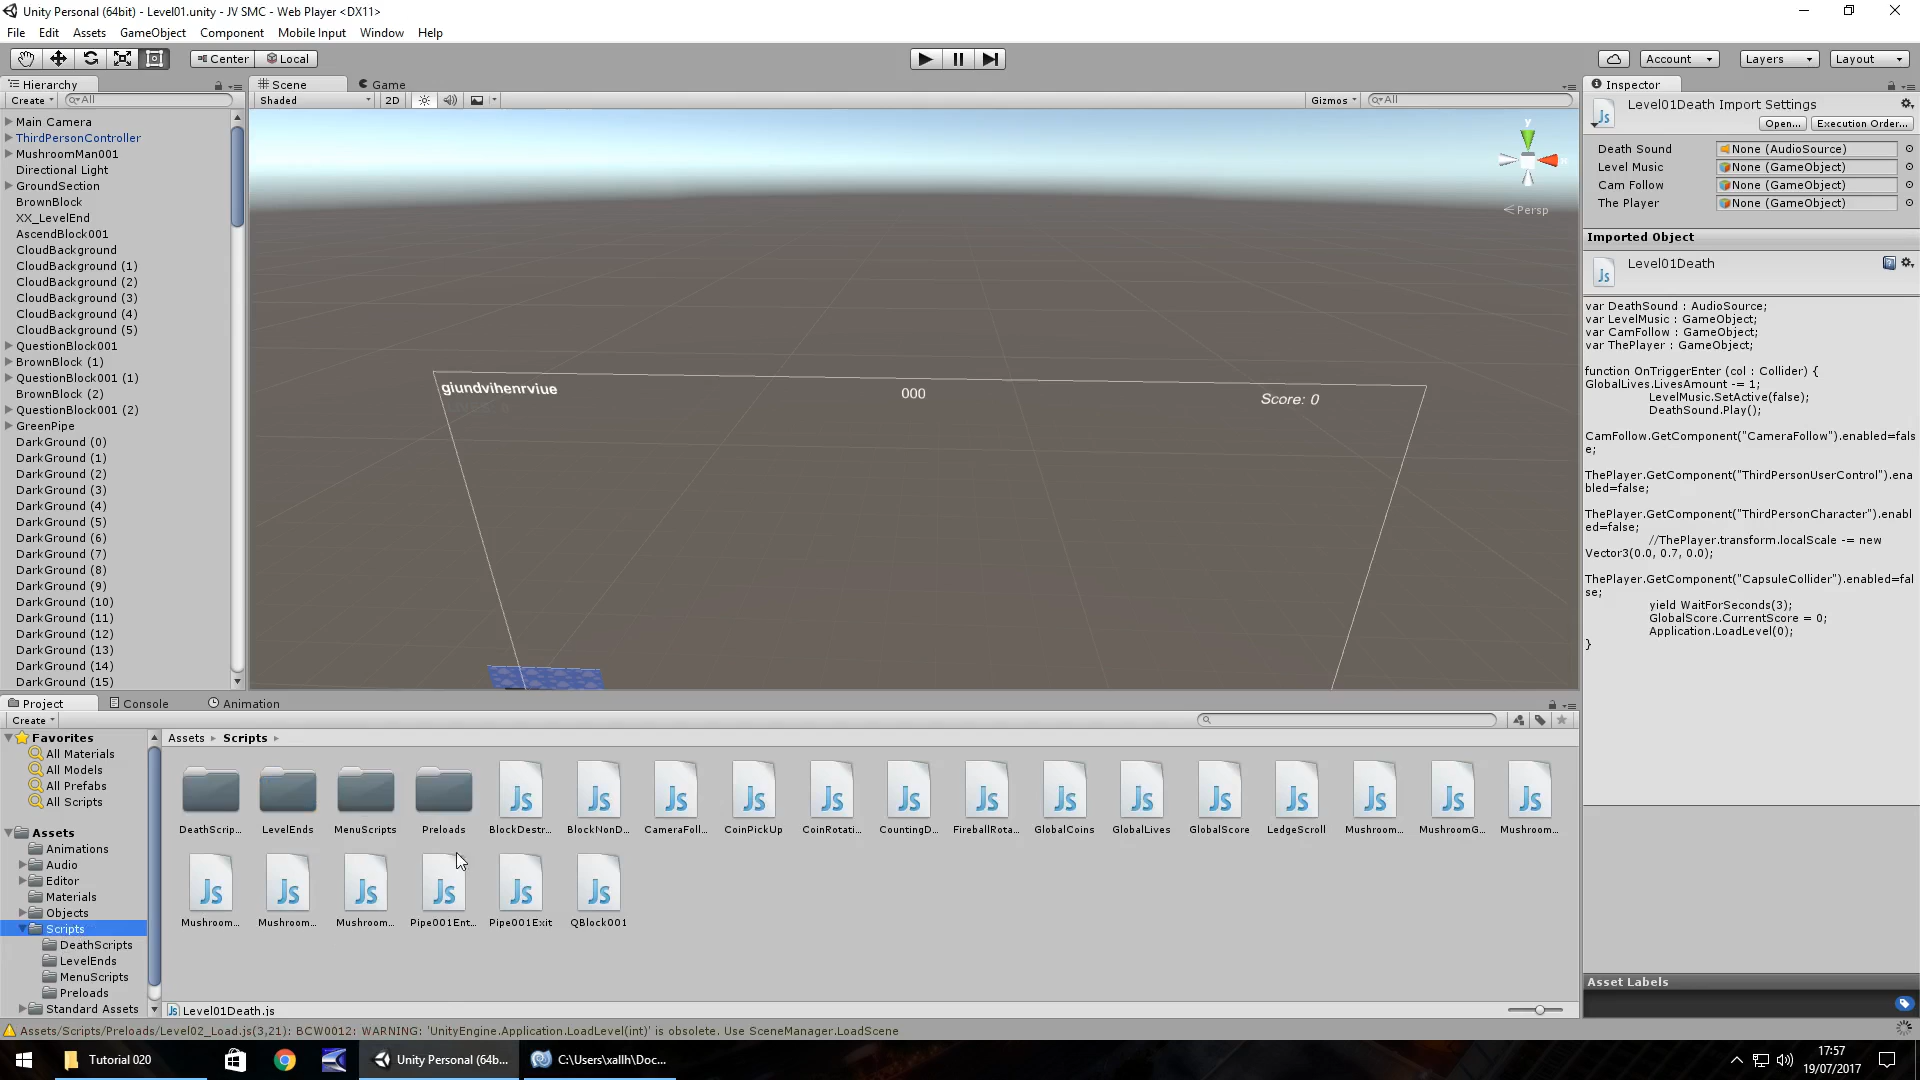 Unity Personal (64bit) - Level01.unity - JV SMC - Web Player <DX11>
File Edit Assets GameObject Component Mobile Input Window Help
Center Local Account Layers Layout
Hierarchy
Create All
Main Camera
ThirdPersonController
MushroomMan001
Directional Light
GroundSection
BrownBlock
XX_LevelEnd
AscendBlock001
CloudBackground
CloudBackground (1)
CloudBackground (2)
CloudBackground (3)
CloudBackground (4)
CloudBackground (5)
QuestionBlock001
BrownBlock (1)
QuestionBlock001 (1)
BrownBlock (2)
QuestionBlock001 (2)
GreenPipe
DarkGround (0)
DarkGround (1)
DarkGround (2)
DarkGround (3)
DarkGround (4)
DarkGround (5)
DarkGround (6)
DarkGround (7)
DarkGround (8)
DarkGround (9)
DarkGround (10)
DarkGround (11)
DarkGround (12)
DarkGround (13)
DarkGround (14)
DarkGround (15)
Scene Game
Shaded 2D Gizmos All
y
Persp
giundvihenrviue 000 Score: 0
Inspector
Level01Death Import Settings
Open... Execution Order...
Death Sound None (AudioSource)
Level Music None (GameObject)
Cam Follow None (GameObject)
The Player None (GameObject)
Imported Object
Level01Death
var DeathSound : AudioSource;
var LevelMusic : GameObject;
var CamFollow : GameObject;
var ThePlayer : GameObject;
function OnTriggerEnter (col : Collider) {
GlobalLives.LivesAmount -= 1;
LevelMusic.SetActive(false);
DeathSound.Play();
CamFollow.GetComponent("CameraFollow").enabled=fals
e;
ThePlayer.GetComponent("ThirdPersonUserControl").ena
bled=false;
ThePlayer.GetComponent("ThirdPersonCharacter").enabl
ed=false;
//ThePlayer.transform.localScale -= new
Vector3(0.0, 0.7, 0.0);
ThePlayer.GetComponent("CapsuleCollider").enabled=fal
se;
yield WaitForSeconds(3);
GlobalScore.CurrentScore = 0;
Application.LoadLevel(0);
}
Asset Labels
Project Console Animation
Create
Favorites
All Materials
All Models
All Prefabs
All Scripts
Assets
Animations
Audio
Editor
Materials
Objects
Scripts
DeathScripts
LevelEnds
MenuScripts
Preloads
Standard Assets
Assets Scripts
DeathScrip... LevelEnds MenuScripts Preloads BlockDestr... BlockNonD... CameraFoll... CoinPickUp CoinRotati... CountingD... FireballRota... GlobalCoins GlobalLives GlobalScore LedgeScroll Mushroom... MushroomG... Mushroom...
Mushroom... Mushroom... Mushroom... Pipe001Ent... Pipe001Exit QBlock001
Level01Death.js
Assets/Scripts/Preloads/Level02_Load.js(3,21): BCW0012: WARNING: 'UnityEngine.Application.LoadLevel(int)' is obsolete. Use SceneManager.LoadScene
Tutorial 020 Unity Personal (64b... C:\Users\xallh\Doc...
17:57
19/07/2017